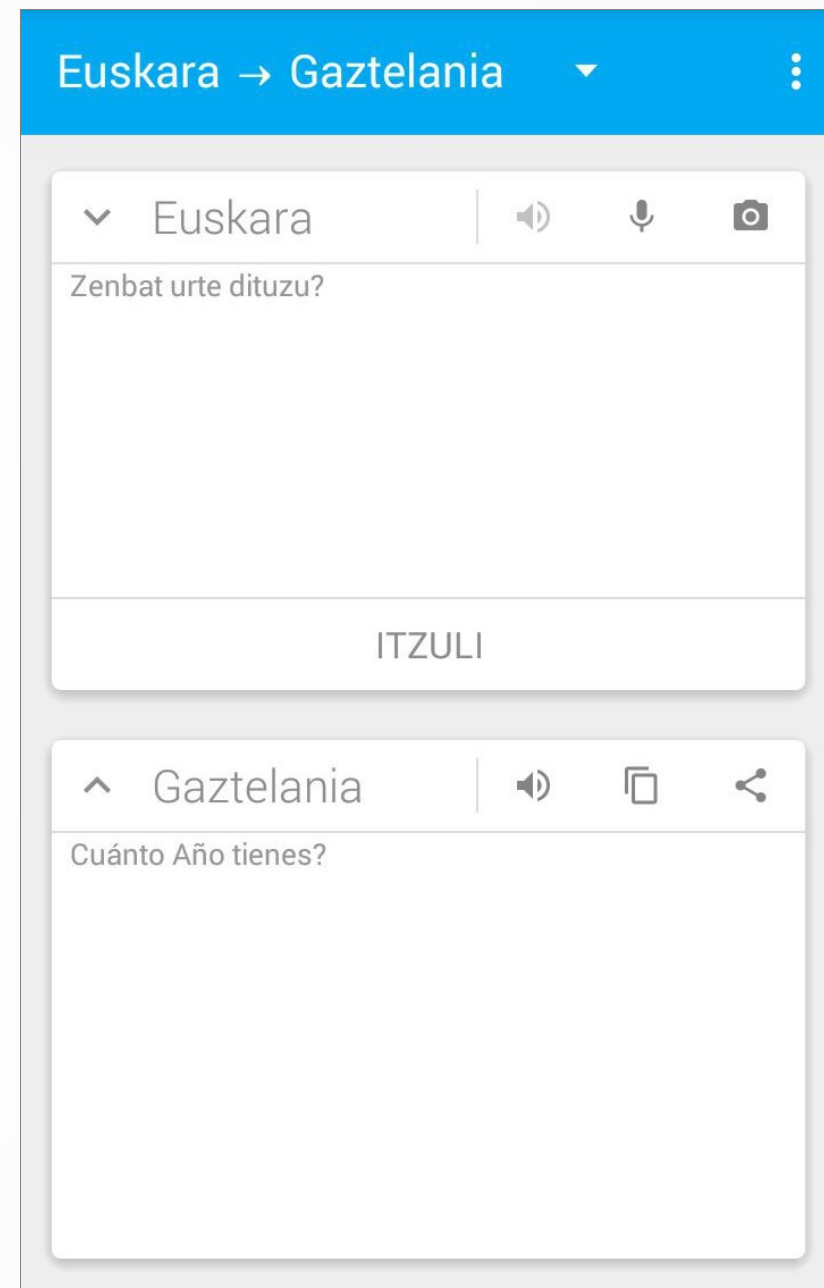 Euskara → Gaztelania
Euskara
Zenbat urte dituzu?
ITZULI
Gaztelania
Cuánto Año tienes?